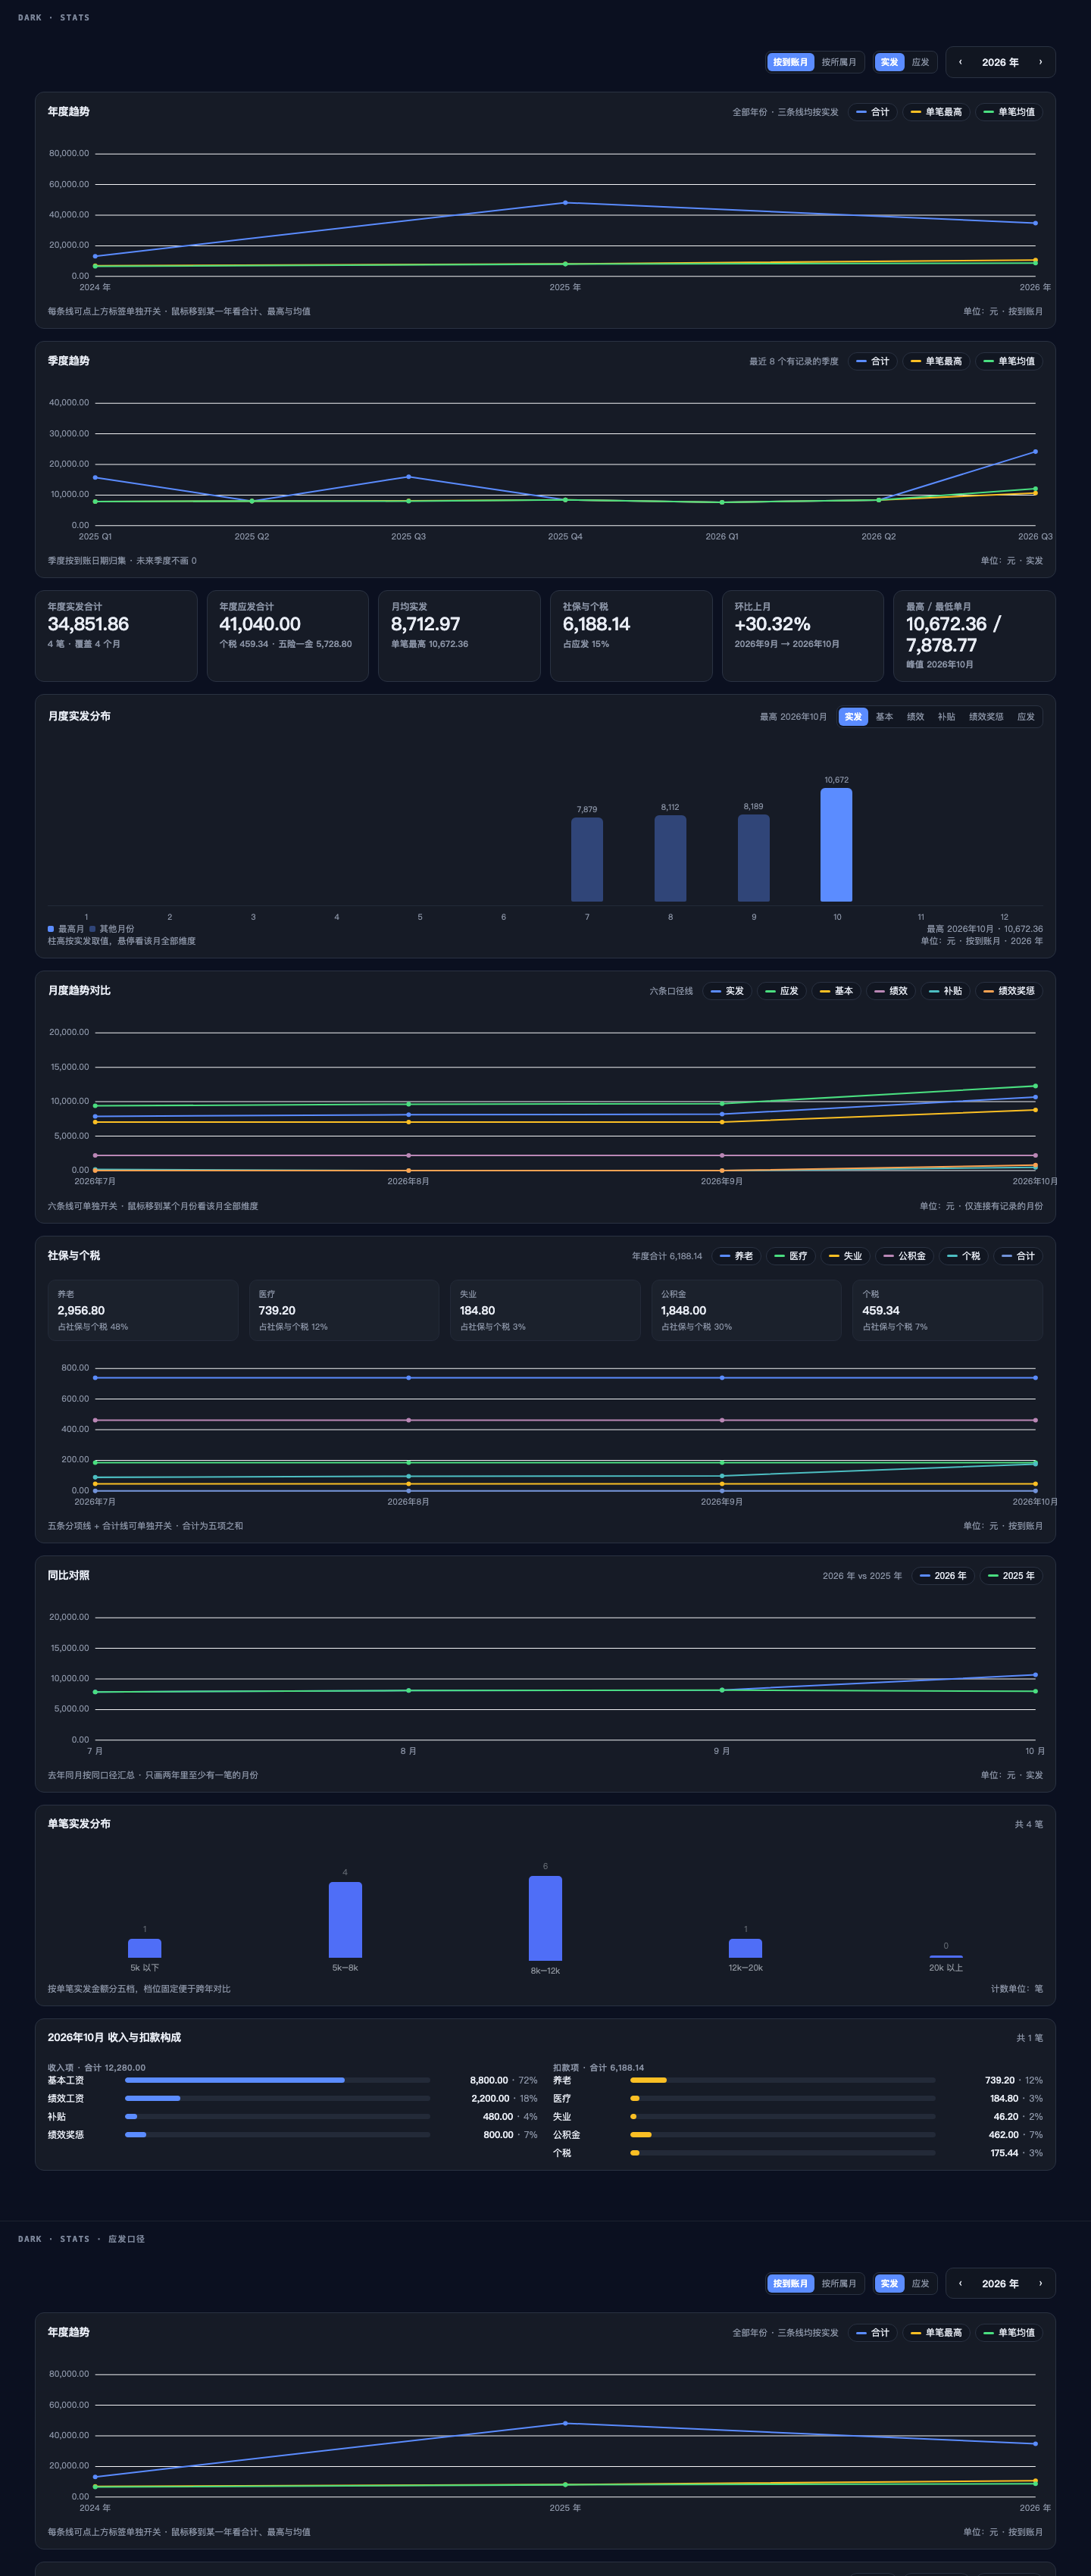 DARK · STATS
按到账月 按所属月 实发 应发 ‹ 2026 年 ›
年度趋势 全部年份 · 三条线均按实发 合计 单笔最高 单笔均值
80,000.00
60,000.00
40,000.00
20,000.00
0.00
2024 年 2025 年 2026 年
每条线可点上方标签单独开关 · 鼠标移到某一年看合计、最高与均值 单位：元 · 按到账月
季度趋势 最近 8 个有记录的季度 合计 单笔最高 单笔均值
40,000.00
30,000.00
20,000.00
10,000.00
0.00
2025 Q1 2025 Q2 2025 Q3 2025 Q4 2026 Q1 2026 Q2 2026 Q3
季度按到账日期归集 · 未来季度不画 0 单位：元 · 实发
年度实发合计
34,851.86
4 笔 · 覆盖 4 个月
年度应发合计
41,040.00
个税 459.34 · 五险一金 5,728.80
月均实发
8,712.97
单笔最高 10,672.36
社保与个税
6,188.14
占应发 15%
环比上月
+30.32%
2026年9月 → 2026年10月
最高 / 最低单月
10,672.36 /
7,878.77
峰值 2026年10月
月度实发分布 最高 2026年10月 实发 基本 绩效 补贴 绩效奖惩 应发
10,672
7,879 8,112 8,189
1 2 3 4 5 6 7 8 9 10 11 12
最高月 其他月份 最高 2026年10月 · 10,672.36
柱高按实发取值，悬停看该月全部维度 单位：元 · 按到账月 · 2026 年
月度趋势对比 六条口径线 实发 应发 基本 绩效 补贴 绩效奖惩
20,000.00
15,000.00
10,000.00
5,000.00
0.00
2026年7月 2026年8月 2026年9月 2026年10月
六条线可单独开关 · 鼠标移到某个月份看该月全部维度 单位：元 · 仅连接有记录的月份
社保与个税 年度合计 6,188.14 养老 医疗 失业 公积金 个税 合计
养老
2,956.80
占社保与个税 48%
医疗
739.20
占社保与个税 12%
失业
184.80
占社保与个税 3%
公积金
1,848.00
占社保与个税 30%
个税
459.34
占社保与个税 7%
800.00
600.00
400.00
200.00
0.00
2026年7月 2026年8月 2026年9月 2026年10月
五条分项线 + 合计线可单独开关 · 合计为五项之和 单位：元 · 按到账月
同比对照 2026 年 vs 2025 年 2026 年 2025 年
20,000.00
15,000.00
10,000.00
5,000.00
0.00
7 月 8 月 9 月 10 月
去年同月按同口径汇总 · 只画两年里至少有一笔的月份 单位：元 · 实发
单笔实发分布 共 4 笔
1 4 6 1 0
5k 以下 5k–8k 8k–12k 12k–20k 20k 以上
按单笔实发金额分五档，档位固定便于跨年对比 计数单位：笔
2026年10月 收入与扣款构成 共 1 笔
收入项 · 合计 12,280.00
基本工资 8,800.00 · 72%
绩效工资 2,200.00 · 18%
补贴 480.00 · 4%
绩效奖惩 800.00 · 7%
扣款项 · 合计 6,188.14
养老 739.20 · 12%
医疗 184.80 · 3%
失业 46.20 · 2%
公积金 462.00 · 7%
个税 175.44 · 3%
DARK · STATS · 应发口径
按到账月 按所属月 实发 应发 ‹ 2026 年 ›
年度趋势 全部年份 · 三条线均按实发 合计 单笔最高 单笔均值
80,000.00
60,000.00
40,000.00
20,000.00
0.00
2024 年 2025 年 2026 年
每条线可点上方标签单独开关 · 鼠标移到某一年看合计、最高与均值 单位：元 · 按到账月